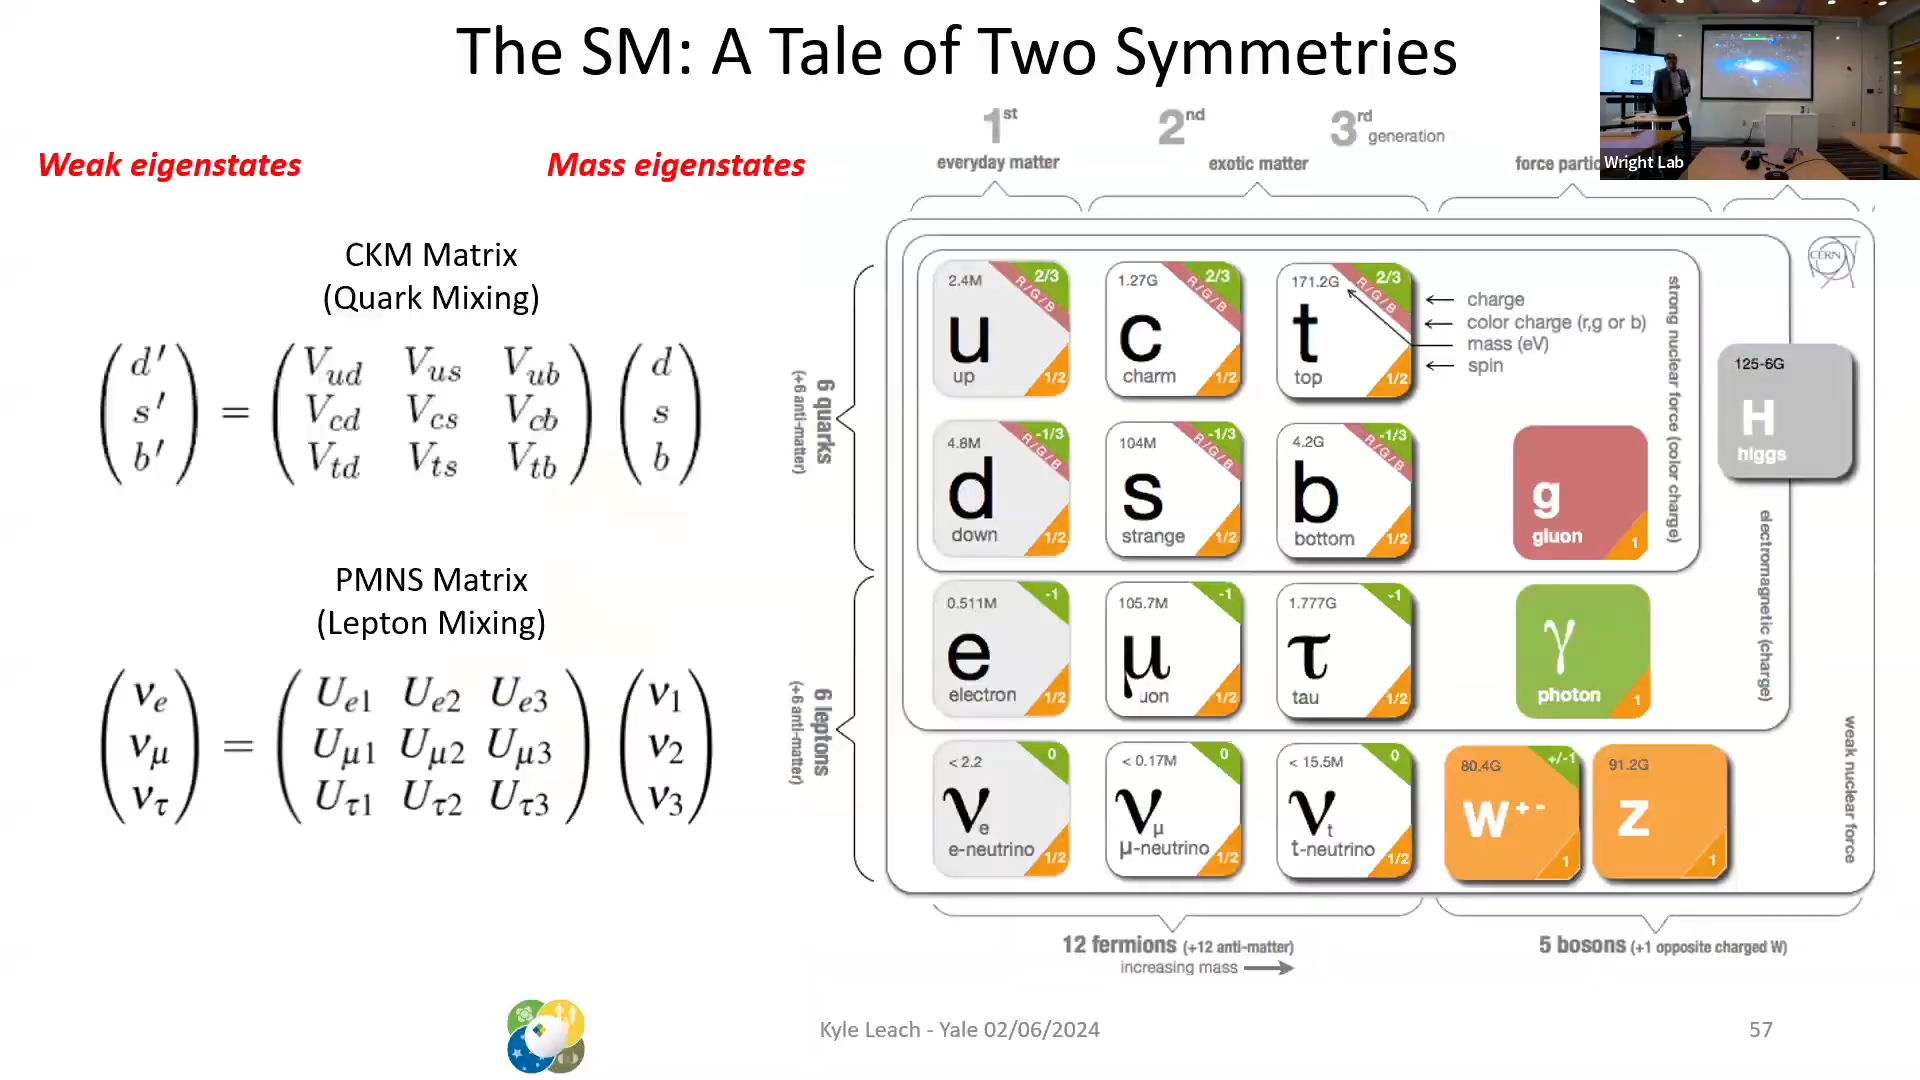 The SM: A Tale of Two Symmetries
Weak eigenstates
Mass eigenstates
CKM Matrix
(Quark Mixing)
d′ = V_ud V_us V_ub d
s′ V_cd V_cs V_cb s
b′ V_td V_ts V_tb b
PMNS Matrix
(Lepton Mixing)
ν_e = U_e1 U_e2 U_e3 ν_1
ν_μ U_μ1 U_μ2 U_μ3 ν_2
ν_τ U_τ1 U_τ2 U_τ3 ν_3
1st
everyday matter
2nd
exotic matter
3rd generation
force partic
Wright Lab
CERN
6 quarks
(+6 anti-matter)
2.4M 2/3
R/G/B
u
up 1/2
1.27G 2/3
R/G/B
c
charm 1/2
171.2G 2/3
R/G/B
t
top 1/2
charge
color charge (r,g or b)
mass (eV)
spin
4.8M -1/3
R/G/B
d
down 1/2
104M -1/3
R/G/B
s
strange 1/2
4.2G -1/3
R/G/B
b
bottom 1/2
g
gluon 1
strong nuclear force (color charge)
125-6G
H
higgs
6 leptons
(+6 anti-matter)
0.511M -1
e
electron 1/2
105.7M -1
μ
uon 1/2
1.777G -1
τ
tau 1/2
γ
photon 1
electromagnetic (charge)
< 2.2 0
ν_e
e-neutrino 1/2
< 0.17M 0
ν_μ
μ-neutrino 1/2
< 15.5M 0
ν_t
t-neutrino 1/2
80.4G +/-1
W+-
1
91.2G
Z
1
weak nuclear force
12 fermions (+12 anti-matter)
increasing mass
5 bosons (+1 opposite charged W)
Kyle Leach - Yale 02/06/2024
57